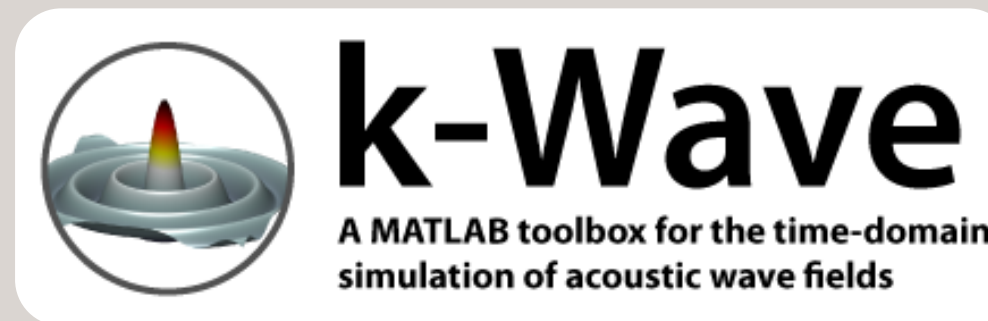 k-Wave
A MATLAB toolbox for the time-domain
simulation of acoustic wave fields